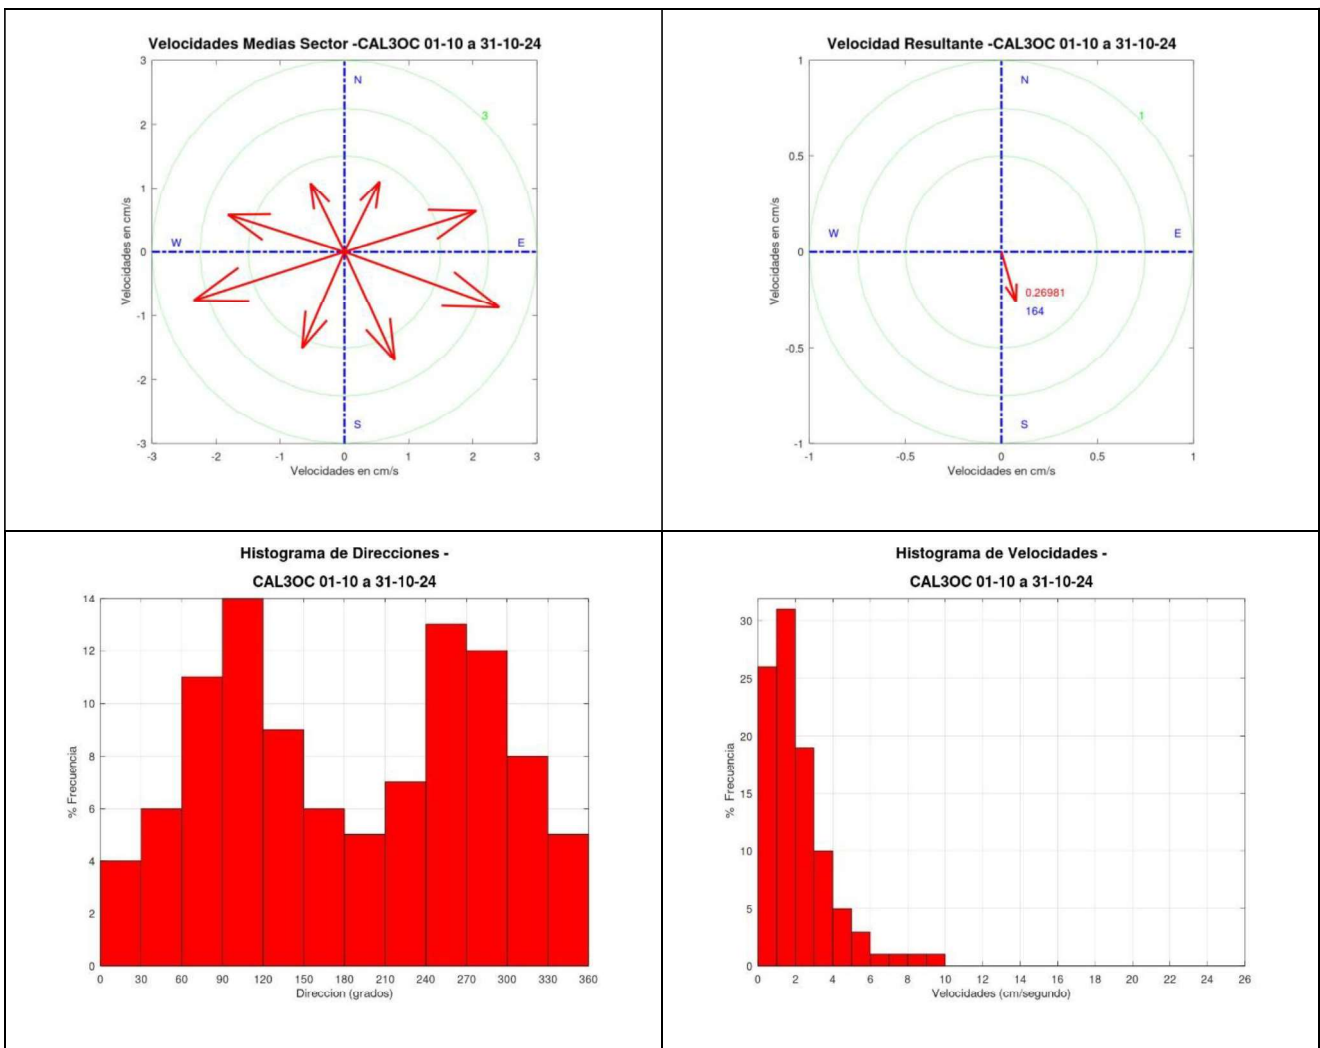 Velocidades Medias Sector -CAL3OC 01-10 a 31-10-24
3
2
1
0
-1
-2
-3
Velocidades en cm/s
N
3
W
E
S
-3
-2
-1
0
1
2
3
Velocidades en cm/s
Velocidad Resultante -CAL3OC 01-10 a 31-10-24
1
0.5
0
-0.5
-1
Velocidades en cm/s
N
1
W
E
0.26981
164
S
-1
-0.5
0
0.5
1
Velocidades en cm/s
Histograma de Direcciones -
CAL3OC 01-10 a 31-10-24
14
12
10
8
6
4
2
0
% Frecuencia
0 30 60 90 120 150 180 210 240 270 300 330 360
Direccion (grados)
Histograma de Velocidades -
CAL3OC 01-10 a 31-10-24
30
25
20
15
10
5
0
% Frecuencia
0 2 4 6 8 10 12 14 16 18 20 22 24 26
Velocidades (cm/segundo)